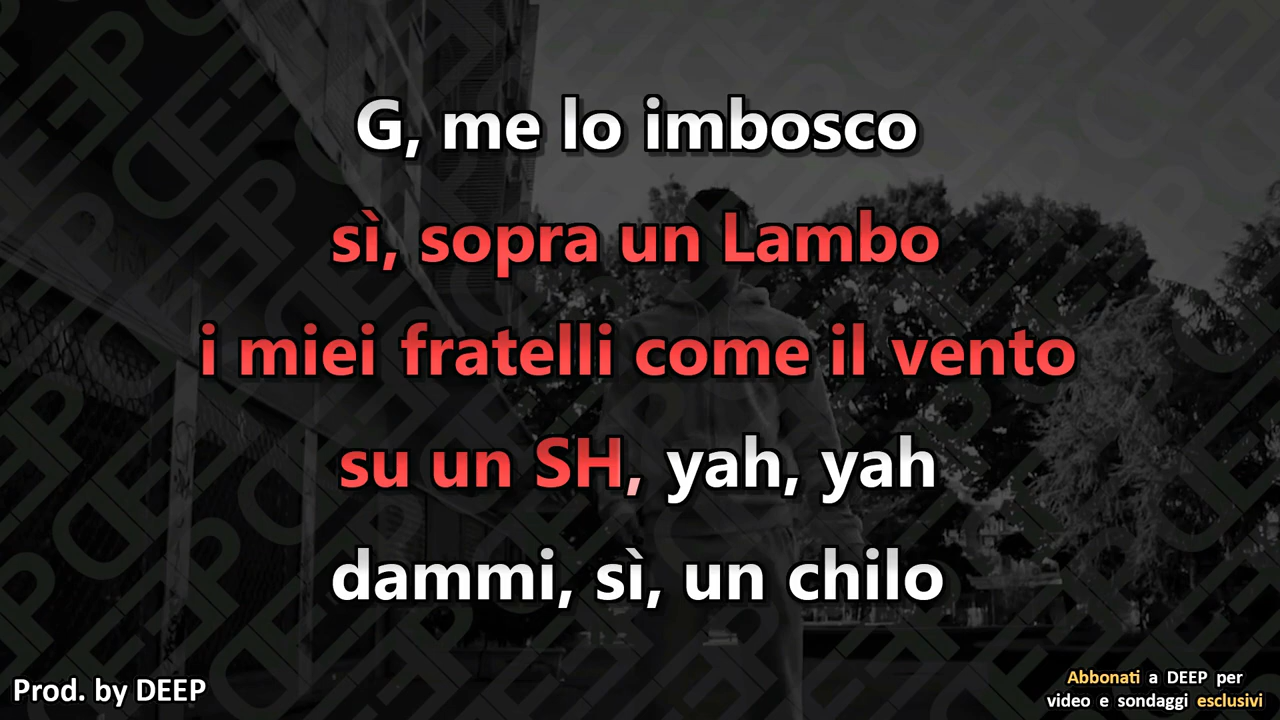 G, me lo imbosco
sì, sopra un Lambo
i miei fratelli come il vento
su un SH, yah, yah
dammi, sì, un chilo
Prod. by DEEP
Abbonati a DEEP per
video e sondaggi esclusivi